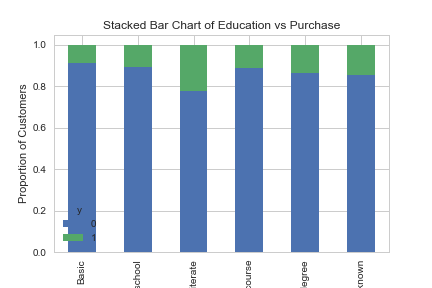 Stacked Bar Chart of Education vs Purchase
Proportion of Customers
1.0
0.8
0.6
0.4
0.2
0.0
y
0
1
Basic
school
iterate
course
degree
known